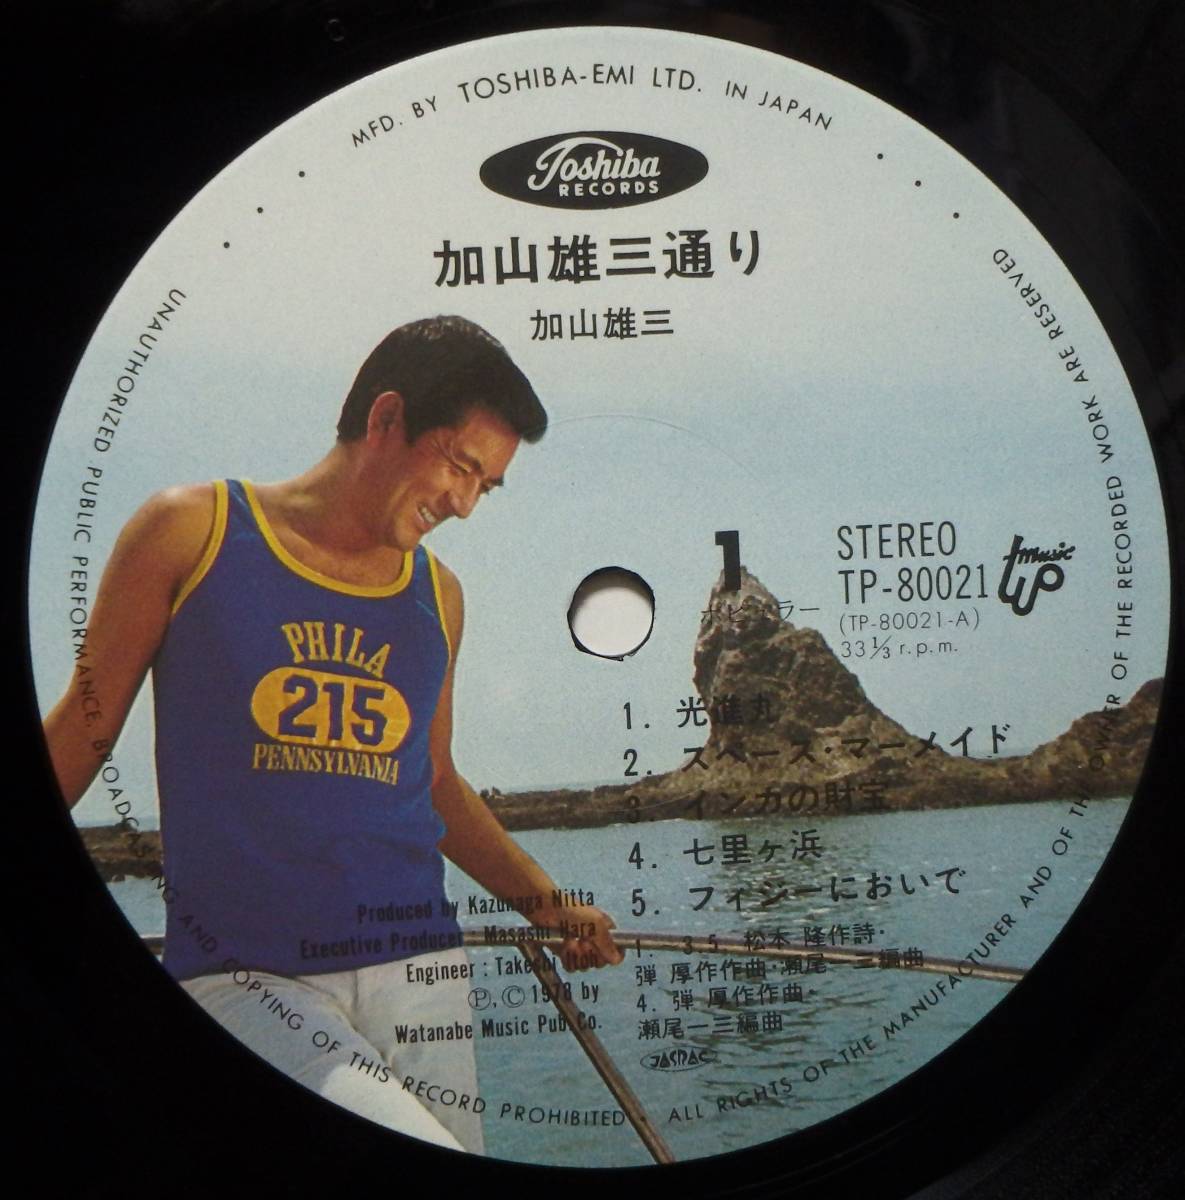 MFD. BY TOSHIBA-EMI LTD. IN JAPAN
Toshiba
RECORDS
加山雄三通り
加山雄三
PHILA
215
PENNSYLVANIA
1
ポピュラー
STEREO
TP-80021
(TP-80021-A)
33⅓ r.p.m.
music
up
1. 光進丸
2. スペース・マーメイド
3. インカの財宝
4. 七里ヶ浜
5. フィジーにおいで
1.~3.5. 松本 隆作詩・
弾 厚作作曲・瀬尾一三編曲
4. 弾 厚作作曲・
瀬尾一三編曲
JASRAC
Produced by Kazunaga Nitta
Executive Producer : Masashi Hara
Engineer : Takeshi Itoh
Ⓟ,Ⓒ 1978 by
Watanabe Music Pub. Co.
UNAUTHORIZED PUBLIC PERFORMANCE, BROADCASTING AND COPYING OF THIS RECORD PROHIBITED · ALL RIGHTS OF THE MANUFACTURER AND OF THE OWNER OF THE RECORDED WORK ARE RESERVED